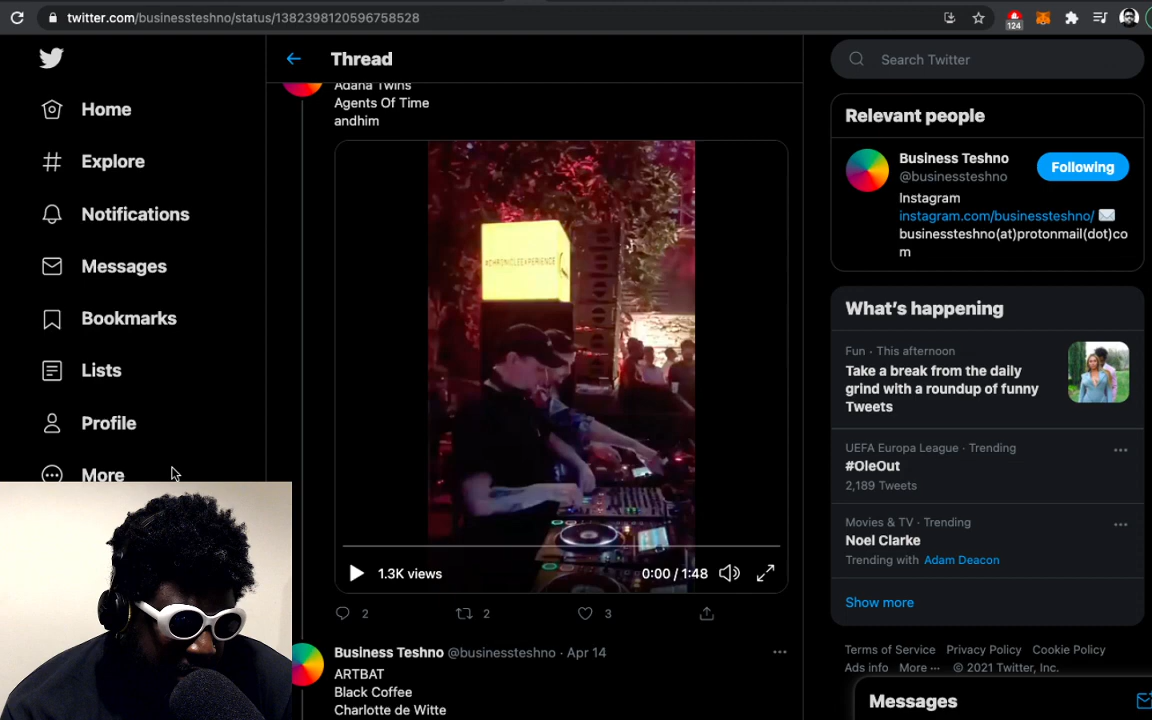 twitter.com/businessteshno/status/1382398120596758528
124
Thread
Search Twitter
Home
Explore
Notifications
Messages
Bookmarks
Lists
Profile
More
Adana Twins
Agents Of Time
andhim
#CHRONICLEEXPERIENCE
1.3K views
0:00 / 1:48
2
2
3
Business Teshno @businessteshno · Apr 14
ARTBAT
Black Coffee
Charlotte de Witte
Relevant people
Business Teshno
@businessteshno
Following
Instagram
instagram.com/businessteshno/
businessteshno(at)protonmail(dot)co
m
What's happening
Fun · This afternoon
Take a break from the daily
grind with a roundup of funny
Tweets
UEFA Europa League · Trending
#OleOut
2,189 Tweets
Movies & TV · Trending
Noel Clarke
Trending with Adam Deacon
Show more
Terms of Service Privacy Policy Cookie Policy
Ads info More ··· © 2021 Twitter, Inc.
Messages